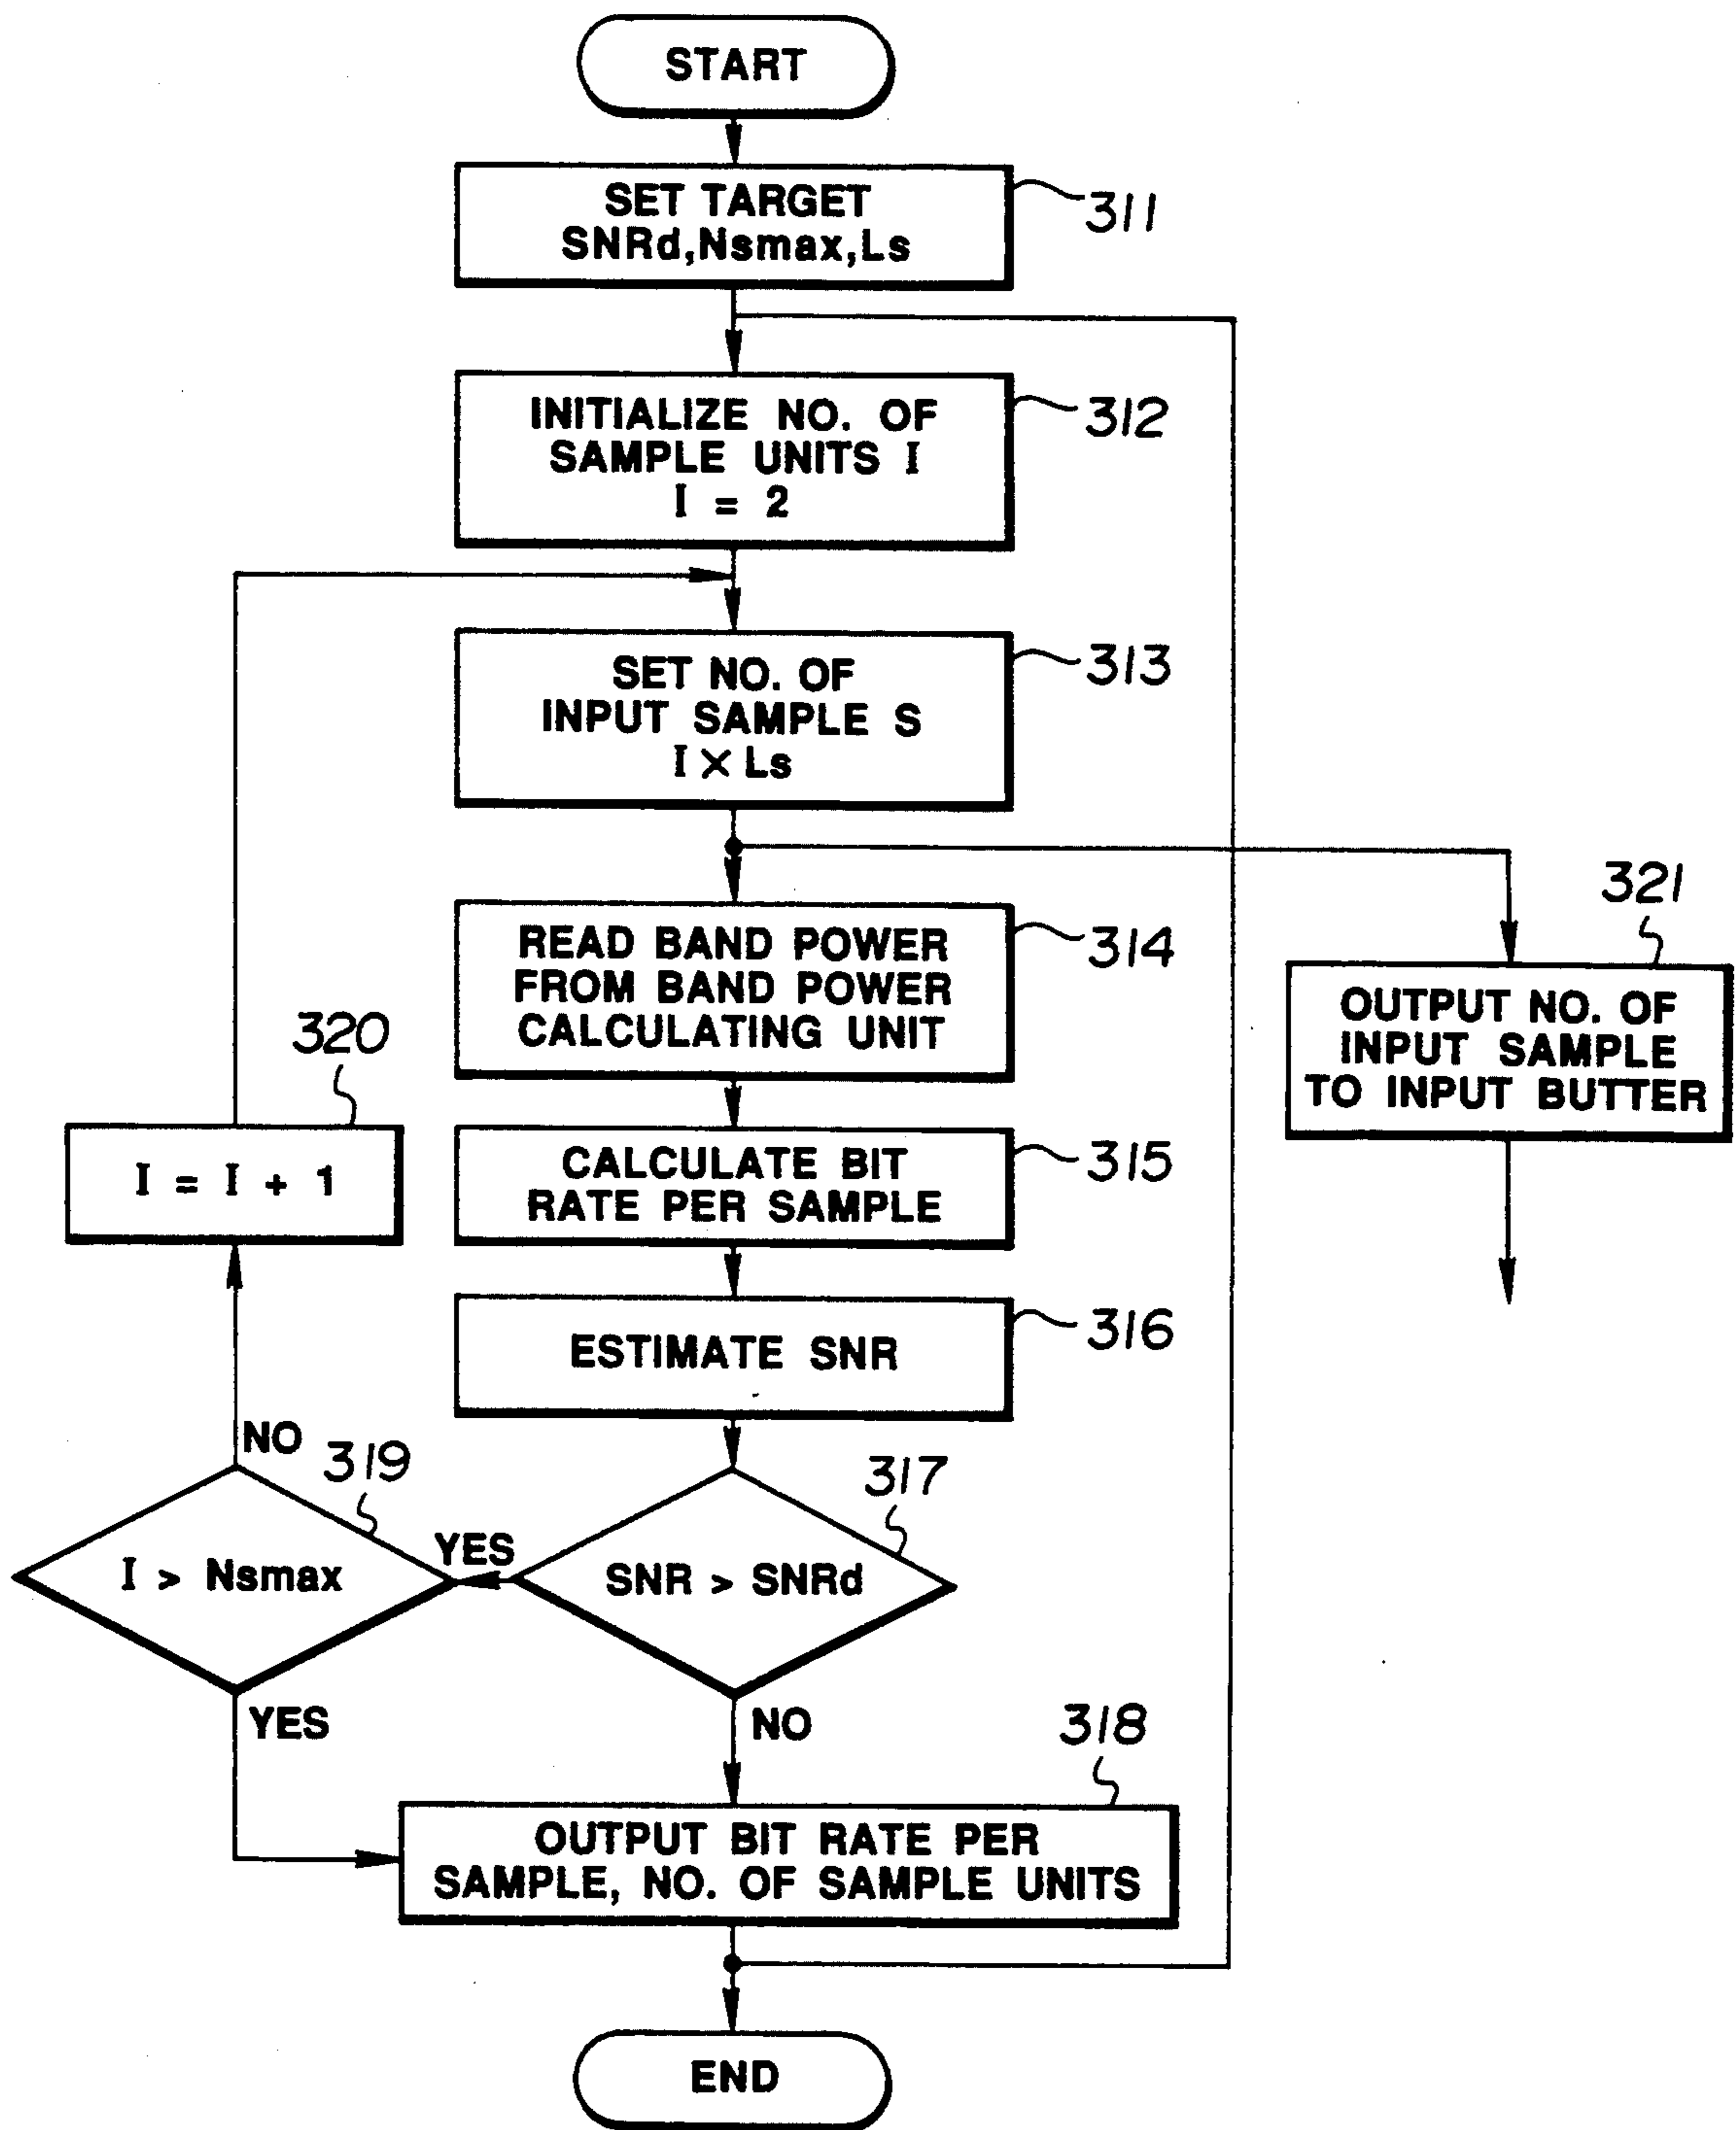 START
SET TARGET
SNRd,Nsmax,Ls
311
INITIALIZE NO. OF
SAMPLE UNITS I
I = 2
312
SET NO. OF
INPUT SAMPLE S
I × Ls
313
READ BAND POWER
FROM BAND POWER
CALCULATING UNIT
314
321
OUTPUT NO. OF
INPUT SAMPLE
TO INPUT BUTTER
320
I = I + 1
CALCULATE BIT
RATE PER SAMPLE
315
ESTIMATE SNR
316
NO
319
I > Nsmax
YES
317
SNR > SNRd
YES
NO
318
OUTPUT BIT RATE PER
SAMPLE, NO. OF SAMPLE UNITS
END